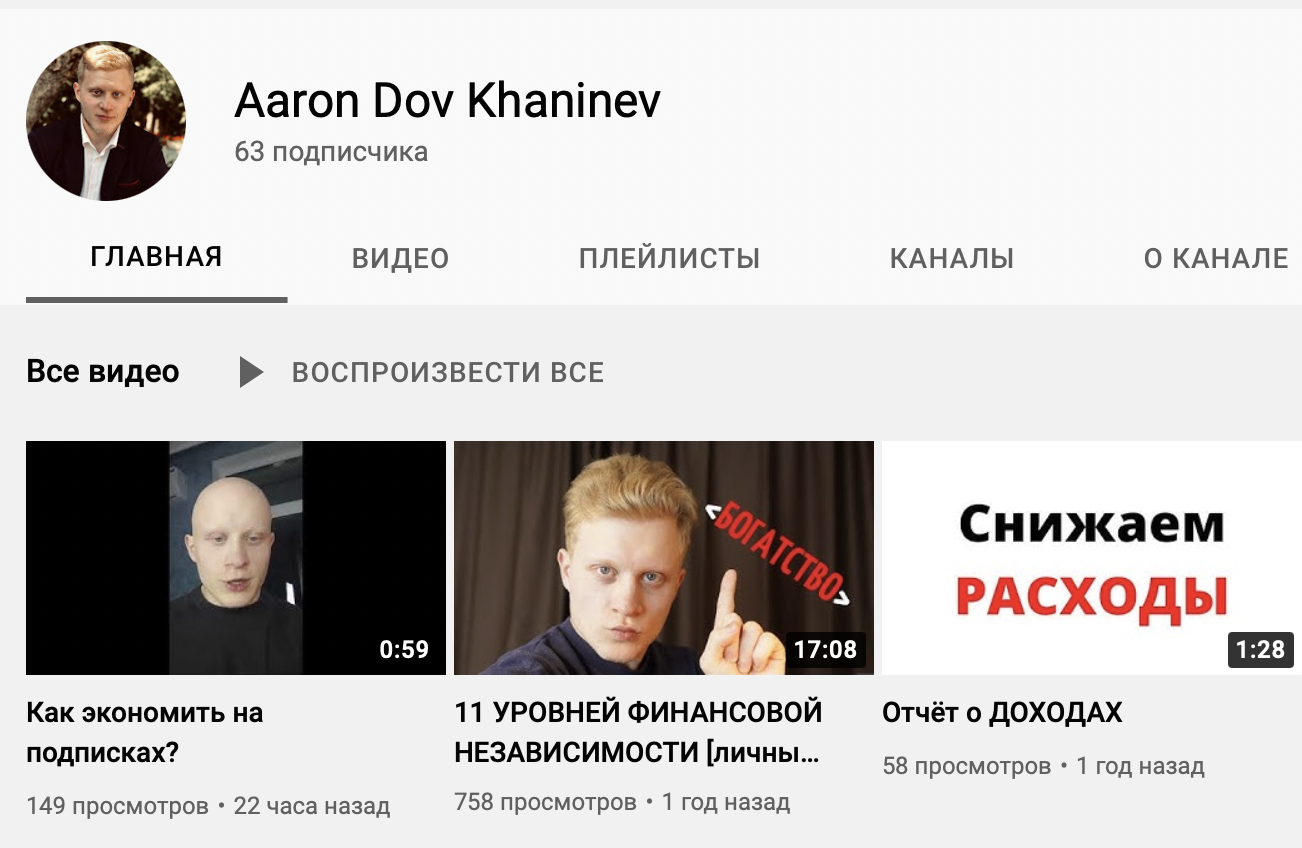 Aaron Dov Khaninev
63 подписчика
ГЛАВНАЯ ВИДЕО ПЛЕЙЛИСТЫ КАНАЛЫ О КАНАЛЕ
Все видео ВОСПРОИЗВЕСТИ ВСЕ
0:59
<БОГАТСТВО>
17:08
Снижаем
РАСХОДЫ
1:28
Как экономить на
подписках?
149 просмотров • 22 часа назад
11 УРОВНЕЙ ФИНАНСОВОЙ
НЕЗАВИСИМОСТИ [личны...
758 просмотров • 1 год назад
Отчёт о ДОХОДАХ
58 просмотров • 1 год назад